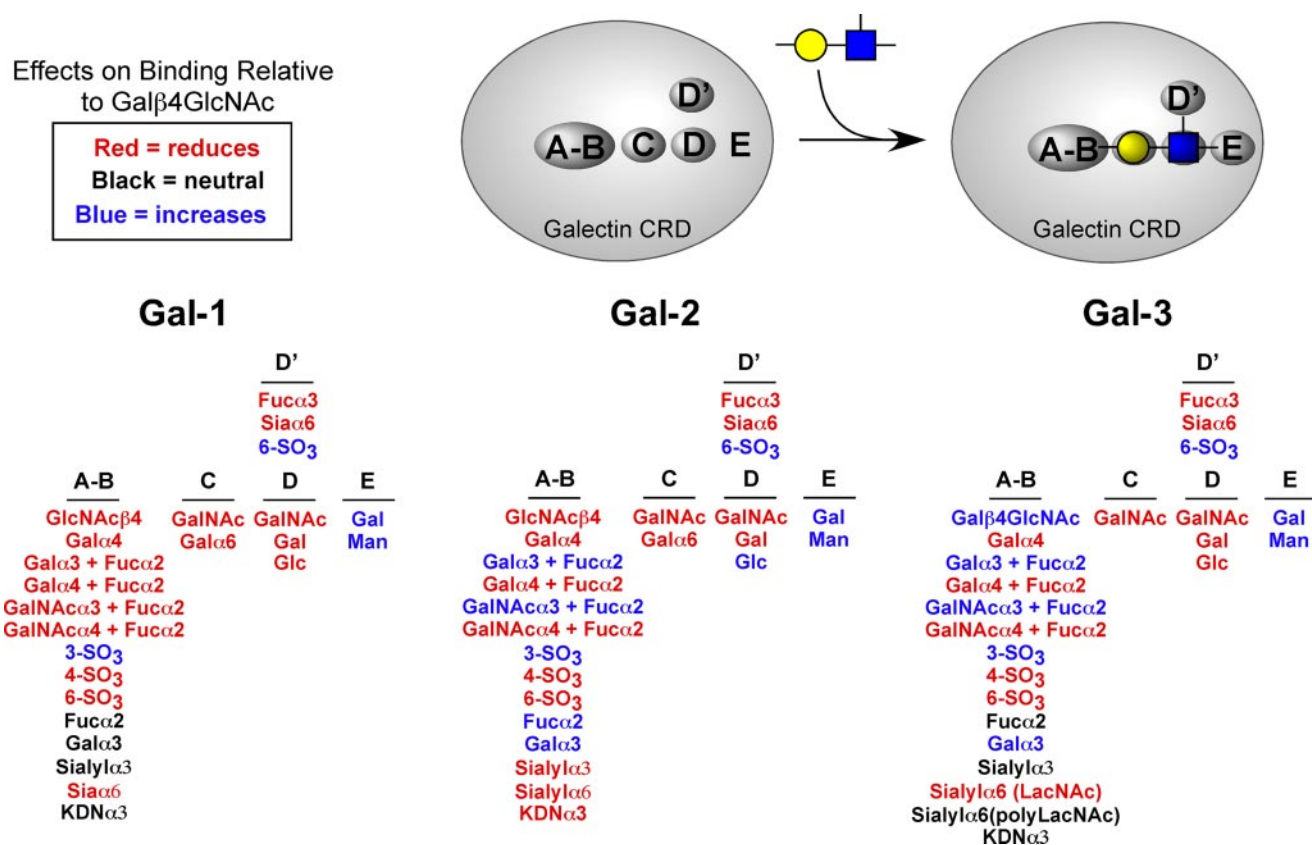 Effects on Binding Relative
to Galβ4GlcNAc
Red = reduces
Black = neutral
Blue = increases
D'
A-B C D E
Galectin CRD
D'
A-B E
Galectin CRD
Gal-1
D'
Fucα3
Siaα6
6-SO3
A-B C D E
GlcNAcβ4 GalNAc GalNAc Gal
Galα4 Galα6 Gal Man
Galα3 + Fucα2 Glc
Galα4 + Fucα2
GalNAcα3 + Fucα2
GalNAcα4 + Fucα2
3-SO3
4-SO3
6-SO3
Fucα2
Galα3
Sialylα3
Siaα6
KDNα3
Gal-2
D'
Fucα3
Siaα6
6-SO3
A-B C D E
GlcNAcβ4 GalNAc GalNAc Gal
Galα4 Galα6 Gal Man
Galα3 + Fucα2 Glc
Galα4 + Fucα2
GalNAcα3 + Fucα2
GalNAcα4 + Fucα2
3-SO3
4-SO3
6-SO3
Fucα2
Galα3
Sialylα3
Sialylα6
KDNα3
Gal-3
D'
Fucα3
Siaα6
6-SO3
A-B C D E
Galβ4GlcNAc GalNAc GalNAc Gal
Galα4 Gal Man
Galα3 + Fucα2 Glc
Galα4 + Fucα2
GalNAcα3 + Fucα2
GalNAcα4 + Fucα2
3-SO3
4-SO3
6-SO3
Fucα2
Galα3
Sialylα3
Sialylα6 (LacNAc)
Sialylα6(polyLacNAc)
KDNα3